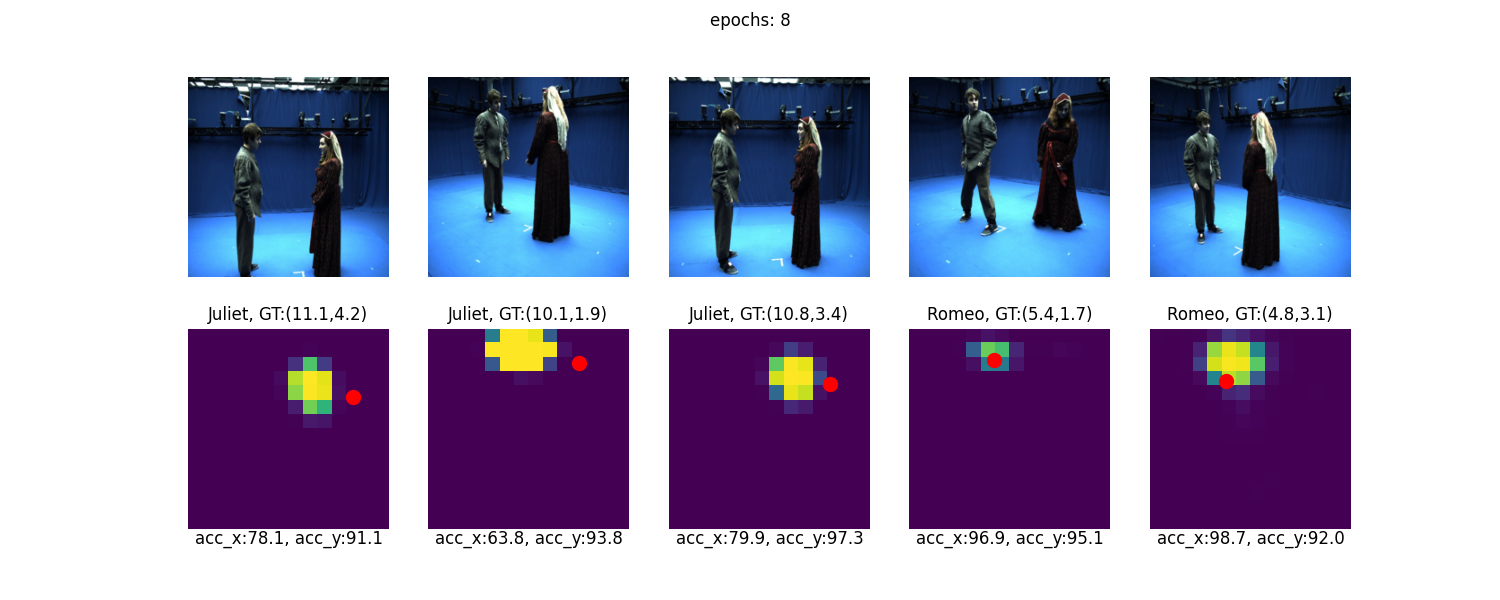 epochs: 8
Juliet, GT:(11.1,4.2)
Juliet, GT:(10.1,1.9)
Juliet, GT:(10.8,3.4)
Romeo, GT:(5.4,1.7)
Romeo, GT:(4.8,3.1)
acc_x:78.1, acc_y:91.1
acc_x:63.8, acc_y:93.8
acc_x:79.9, acc_y:97.3
acc_x:96.9, acc_y:95.1
acc_x:98.7, acc_y:92.0